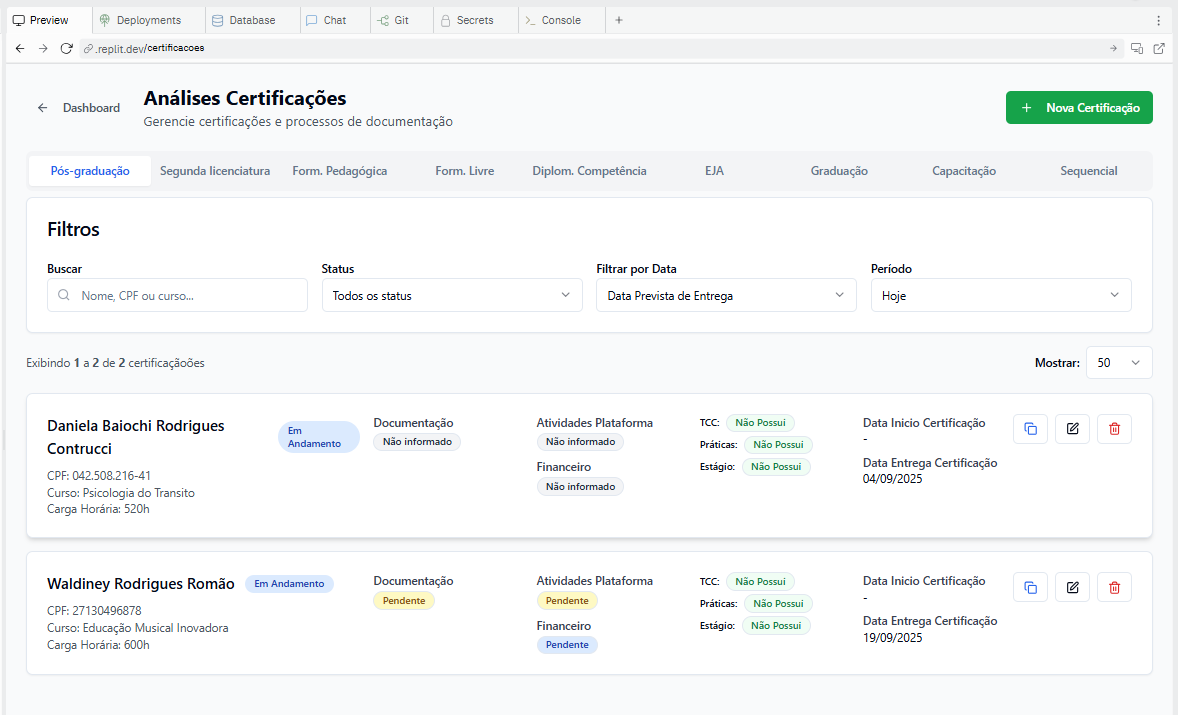 Preview
Deployments
Database
Chat
Git
Secrets
Console
.replit.dev/certificacoes
Dashboard
Análises Certificações
Gerencie certificações e processos de documentação
Nova Certificação
Pós-graduação
Segunda licenciatura
Form. Pedagógica
Form. Livre
Diplom. Competência
EJA
Graduação
Capacitação
Sequencial
Filtros
Buscar
Nome, CPF ou curso...
Status
Todos os status
Filtrar por Data
Data Prevista de Entrega
Período
Hoje
Exibindo 1 a 2 de 2 certificaçãoões
Mostrar: 50
Daniela Baiochi Rodrigues
Contrucci
Em
Andamento
CPF: 042.508.216-41
Curso: Psicologia do Transito
Carga Horária: 520h
Documentação
Não informado
Atividades Plataforma
Não informado
Financeiro
Não informado
TCC: Não Possui
Práticas: Não Possui
Estágio: Não Possui
Data Inicio Certificação
-
Data Entrega Certificação
04/09/2025
Waldiney Rodrigues Romão
Em Andamento
CPF: 27130496878
Curso: Educação Musical Inovadora
Carga Horária: 600h
Documentação
Pendente
Atividades Plataforma
Pendente
Financeiro
Pendente
TCC: Não Possui
Práticas: Não Possui
Estágio: Não Possui
Data Inicio Certificação
-
Data Entrega Certificação
19/09/2025